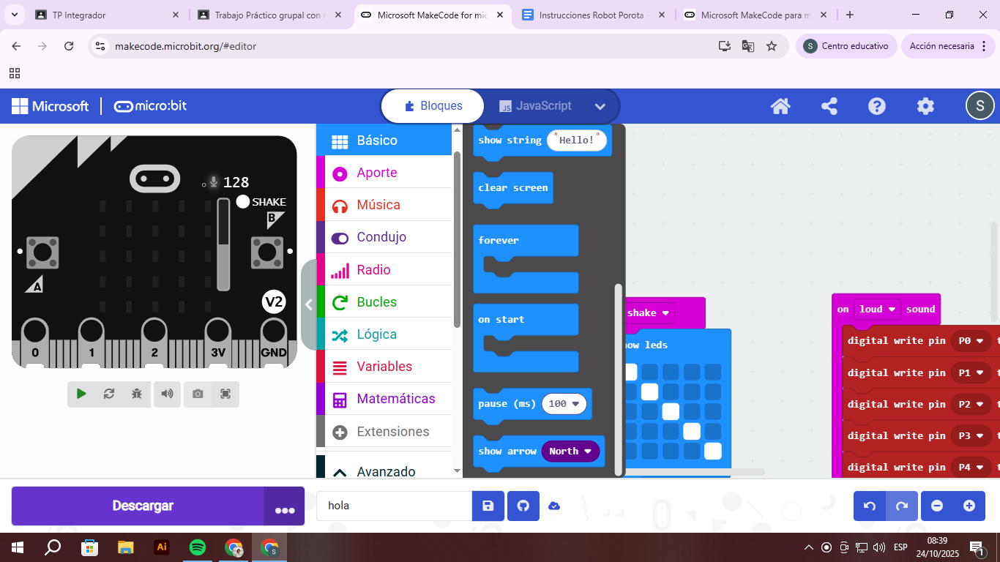 TP Integrador
Trabajo Práctico grupal con r
Microsoft MakeCode for mic
Instrucciones Robot Porota -
Microsoft MakeCode para m
makecode.microbit.org/#editor
S Centro educativo
Acción necesaria
Microsoft
micro:bit
Bloques
JS JavaScript
S
128
SHAKE
B
A
V2
0 1 2 3V GND
Básico
Aporte
Música
Condujo
Radio
Bucles
Lógica
Variables
Matemáticas
Extensiones
Avanzado
show string "Hello!"
clear screen
forever
on start
pause (ms) 100
show arrow North
shake
ow leds
on loud sound
digital write pin P0 t
digital write pin P1 t
digital write pin P2 t
digital write pin P3 t
digital write pin P4 t
Descargar
hola
Ai
S
ESP
08:39
24/10/2025
1